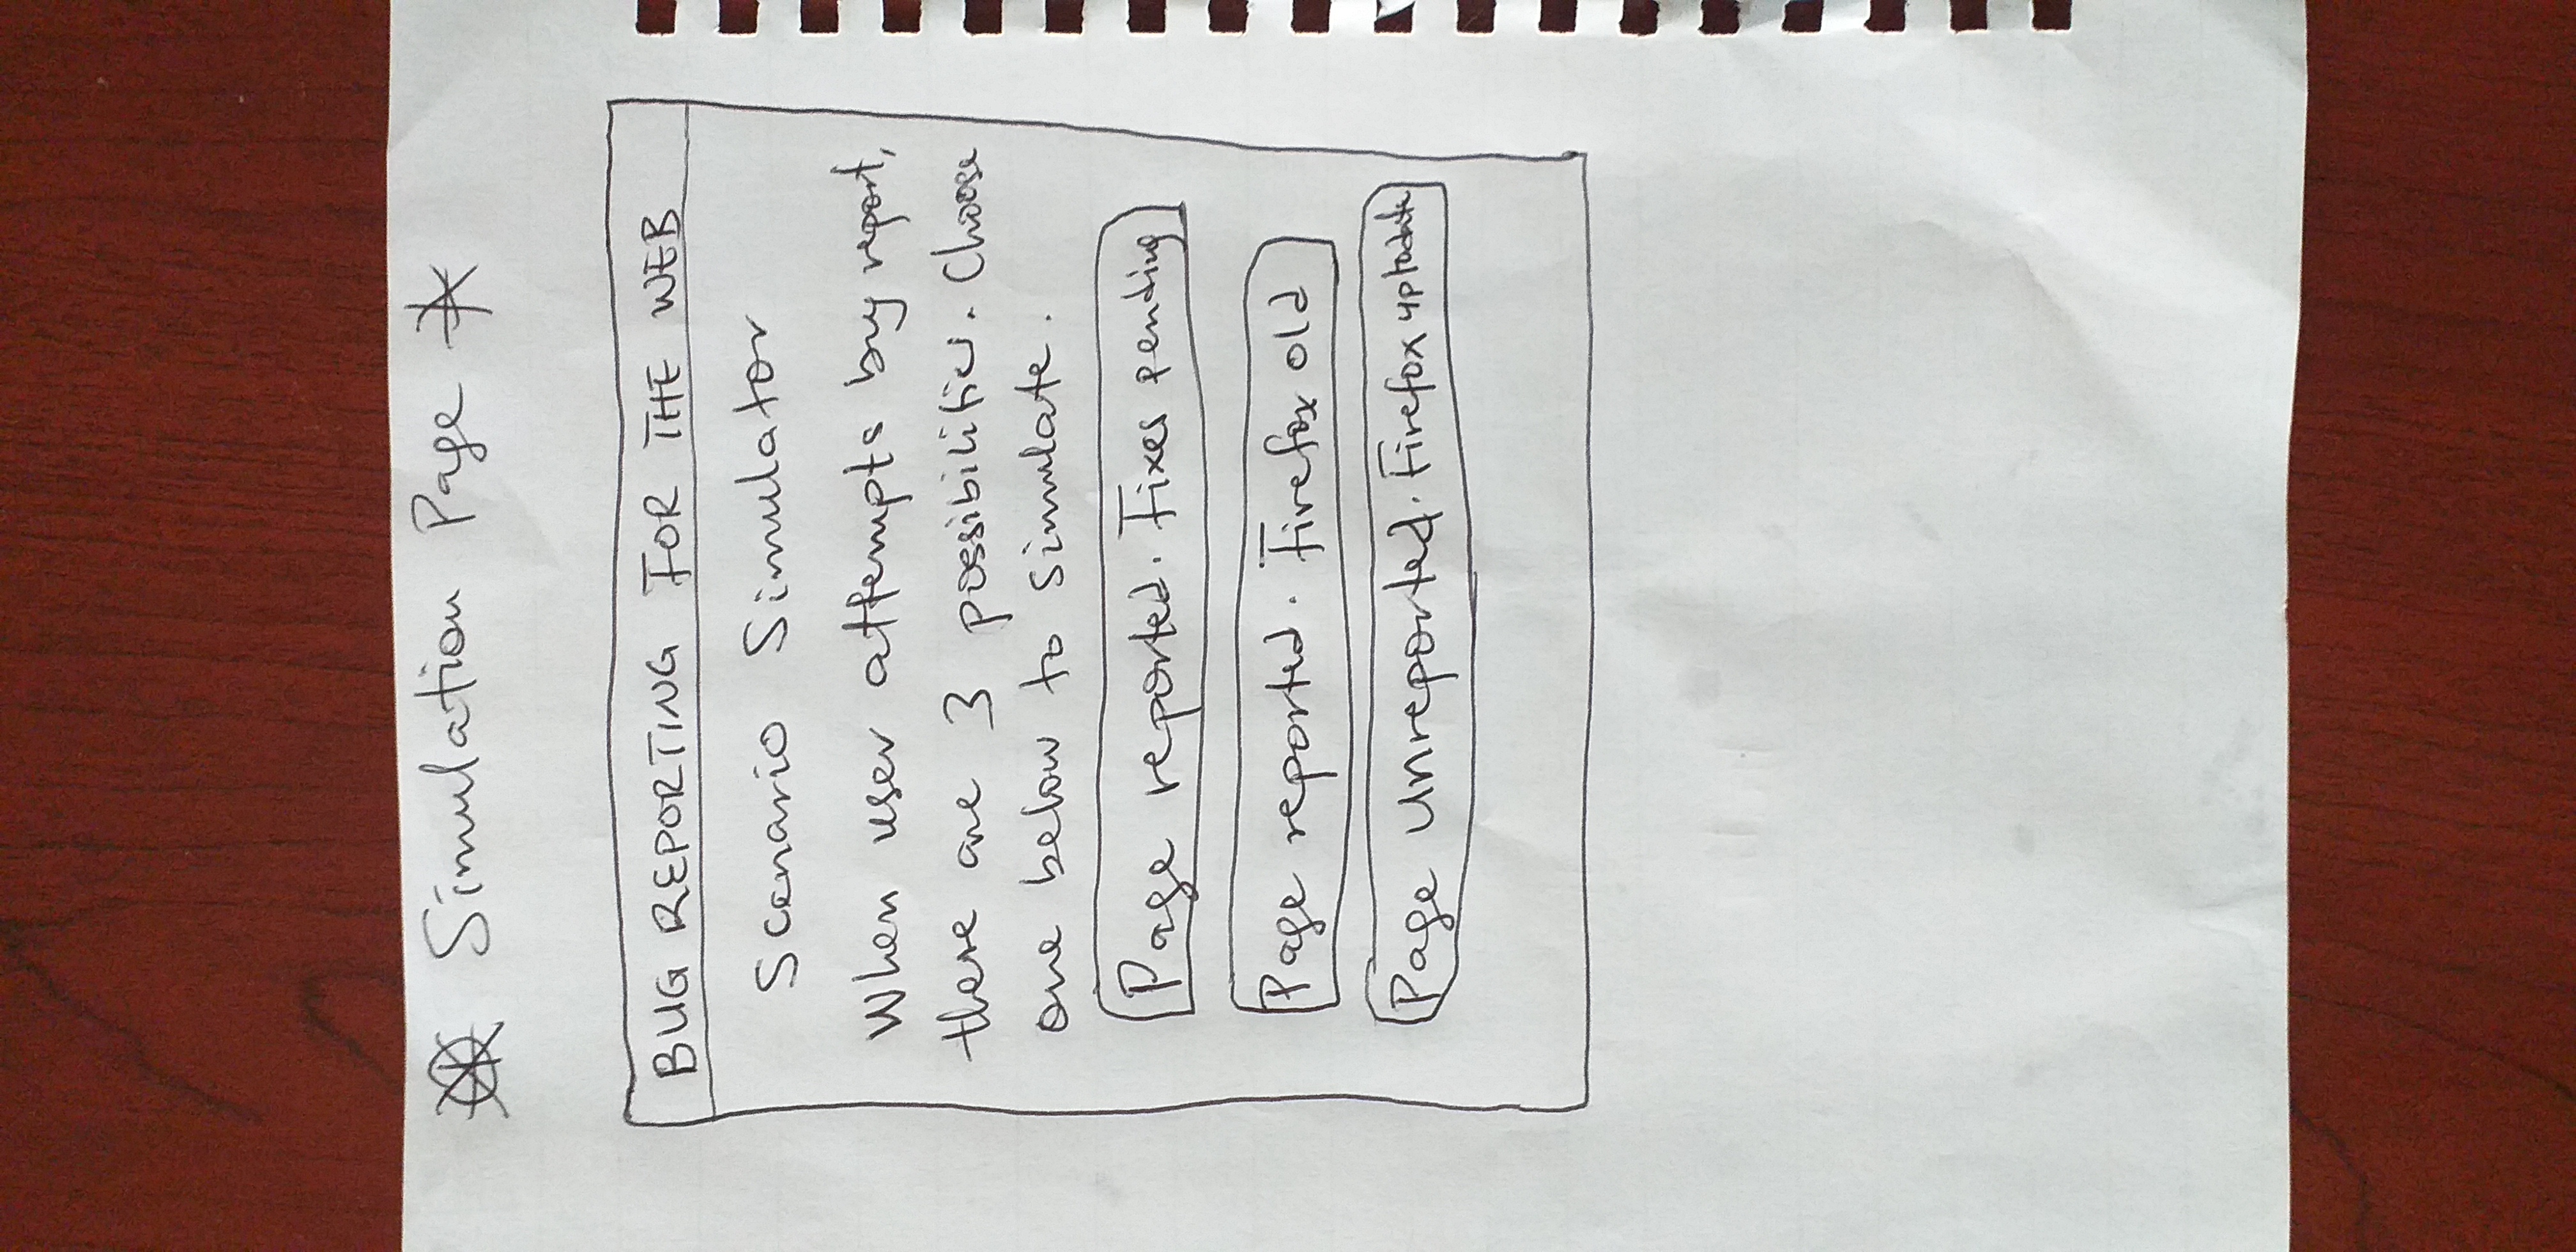 Simulation Page
BUG REPORTING FOR THE WEB
Scenario Simulator
When user attempts bug report,
there are 3 possibilities. Choose
one below to simulate.
Page reported. Fixes pending
Page reported. Firefox old
Page unreported. Firefox uptodate